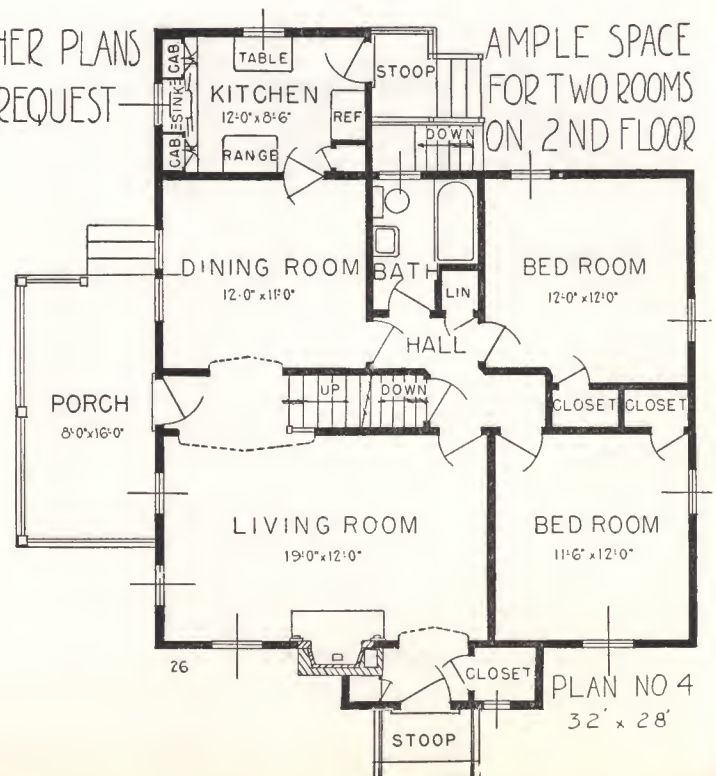 HER PLANS
REQUEST
AMPLE SPACE
FOR TWO ROOMS
ON 2ND FLOOR
CAB
SINK
CAB
TABLE
KITCHEN
12'-0" x 8'-6"
REF
RANGE
STOOP
DOWN
DINING ROOM
12'-0" x 11'-0"
BATH
LIN
BED ROOM
12'-0" x 12'-0"
HALL
PORCH
8'-0" x 16'-0"
UP
DOWN
CLOSET
CLOSET
LIVING ROOM
19'-0" x 12'-0"
BED ROOM
11'-6" x 12'-0"
26
CLOSET
STOOP
PLAN NO 4
32' x 28'